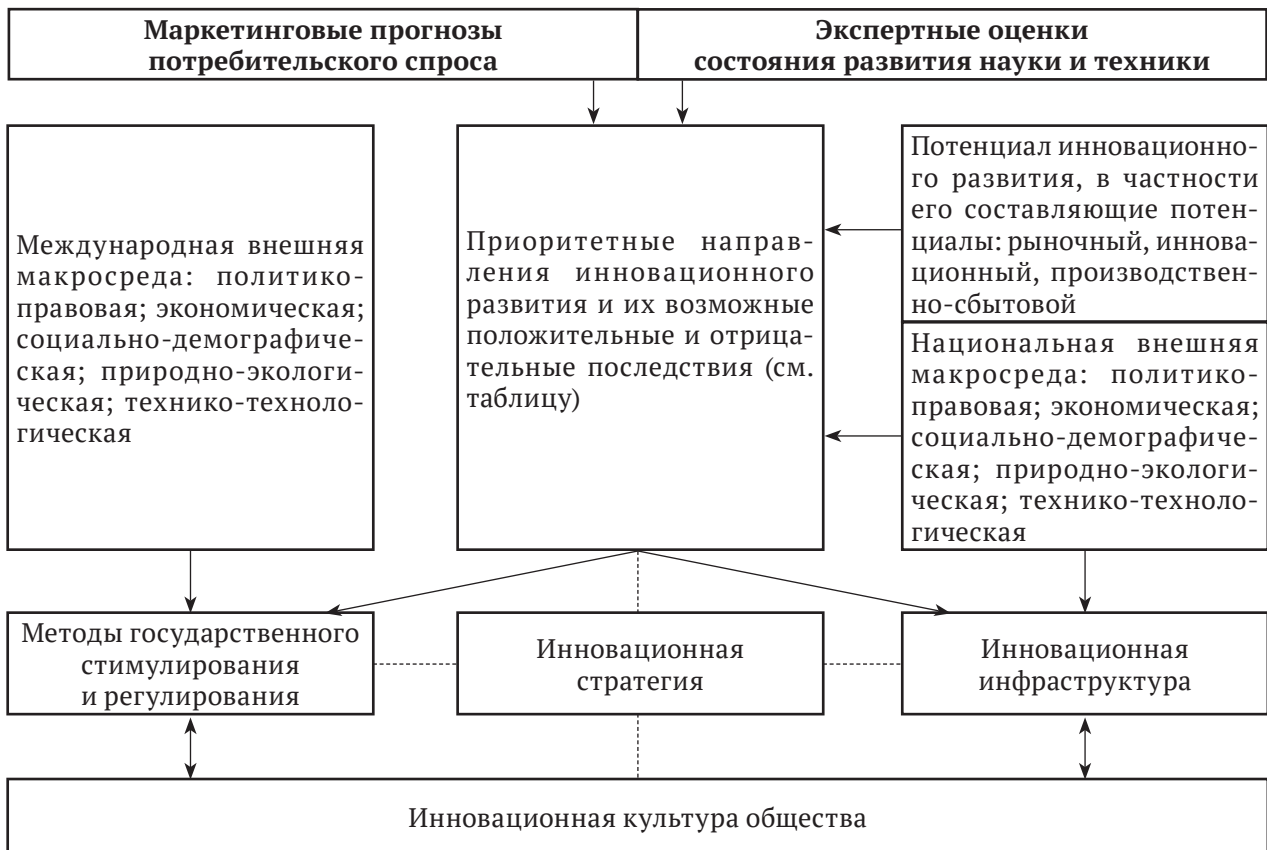 Маркетинговые прогнозы
потребительского спроса
Экспертные оценки
состояния развития науки и техники
Международная внешняя
макросреда: политико-
правовая; экономическая;
социально-демографиче-
ская; природно-экологи-
ческая; технико-техноло-
гическая
Приоритетные направ-
ления инновационного
развития и их возможные
положительные и отрица-
тельные последствия (см.
таблицу)
Потенциал инновационно-
го развития, в частности
его составляющие потен-
циалы: рыночный, иннова-
ционный, производствен-
но-сбытовой
Национальная внешняя
макросреда: политико-
правовая; экономическая;
социально-демографиче-
ская; природно-экологи-
ческая; технико-техноло-
гическая
Методы государственного
стимулирования
и регулирования
Инновационная
стратегия
Инновационная
инфраструктура
Инновационная культура общества